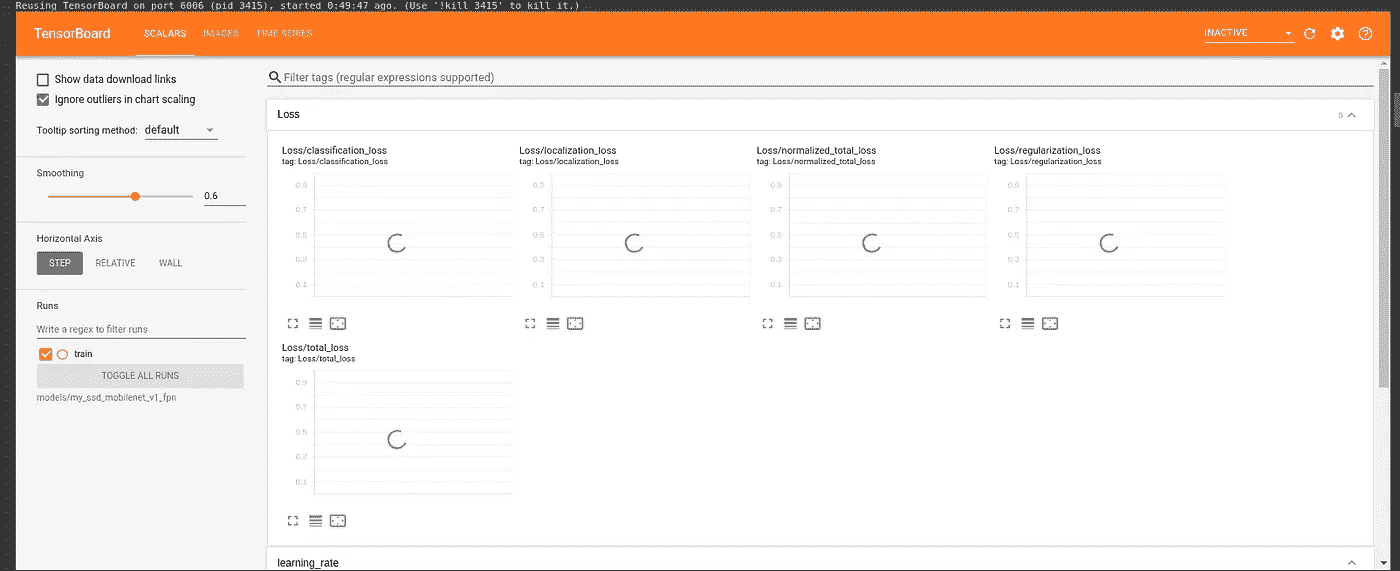 Reusing TensorBoard on port 6006 (pid 3415), started 0:49:47 ago. (Use '!kill 3415' to kill it.)
TensorBoard SCALARS IMAGES TIME SERIES INACTIVE
Show data download links
Ignore outliers in chart scaling
Tooltip sorting method: default
Smoothing
0.6
Horizontal Axis
STEP RELATIVE WALL
Runs
Write a regex to filter runs
train
TOGGLE ALL RUNS
models/my_ssd_mobilenet_v1_fpn
Filter tags (regular expressions supported)
Loss 5
Loss/classification_loss
tag: Loss/classification_loss
0.9
0.7
0.5
0.3
0.1
Loss/localization_loss
tag: Loss/localization_loss
0.9
0.7
0.5
0.3
0.1
Loss/normalized_total_loss
tag: Loss/normalized_total_loss
0.9
0.7
0.5
0.3
0.1
Loss/regularization_loss
tag: Loss/regularization_loss
0.9
0.7
0.5
0.3
0.1
Loss/total_loss
tag: Loss/total_loss
0.9
0.7
0.5
0.3
0.1
learning_rate